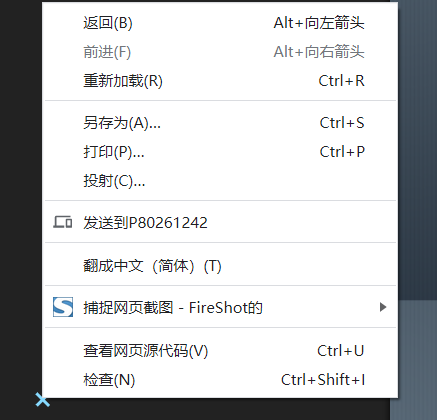 返回(B) Alt+向左箭头
前进(F) Alt+向右箭头
重新加载(R) Ctrl+R
另存为(A)... Ctrl+S
打印(P)... Ctrl+P
投射(C)...
发送到P80261242
翻成中文（简体）(T)
捕捉网页截图 - FireShot的
查看网页源代码(V) Ctrl+U
检查(N) Ctrl+Shift+I